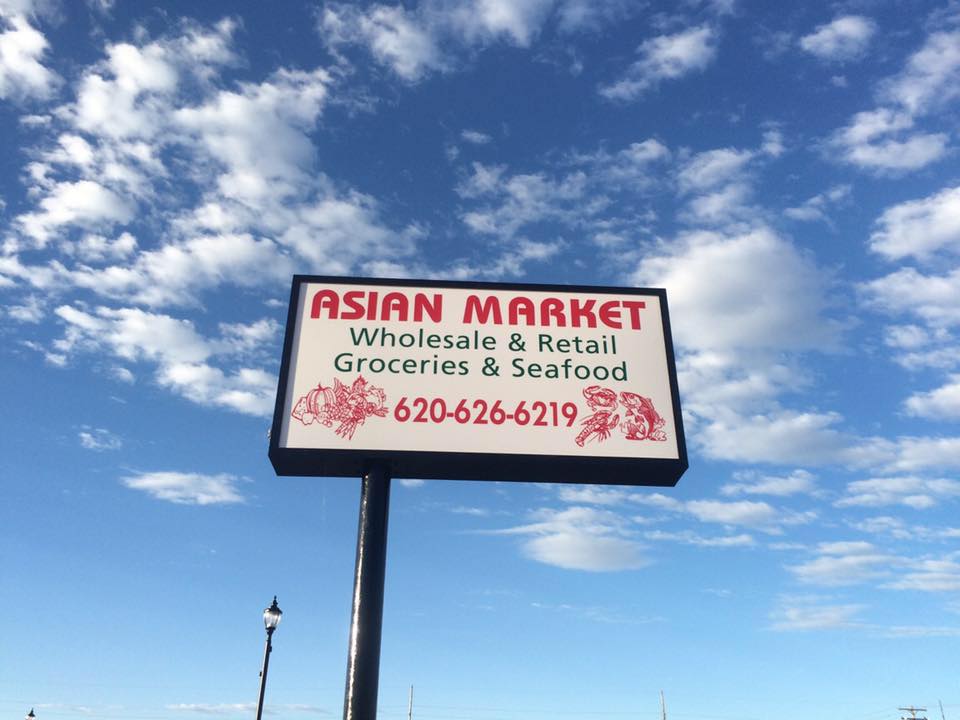 ASIAN MARKET
Wholesale & Retail
Groceries & Seafood
620-626-6219